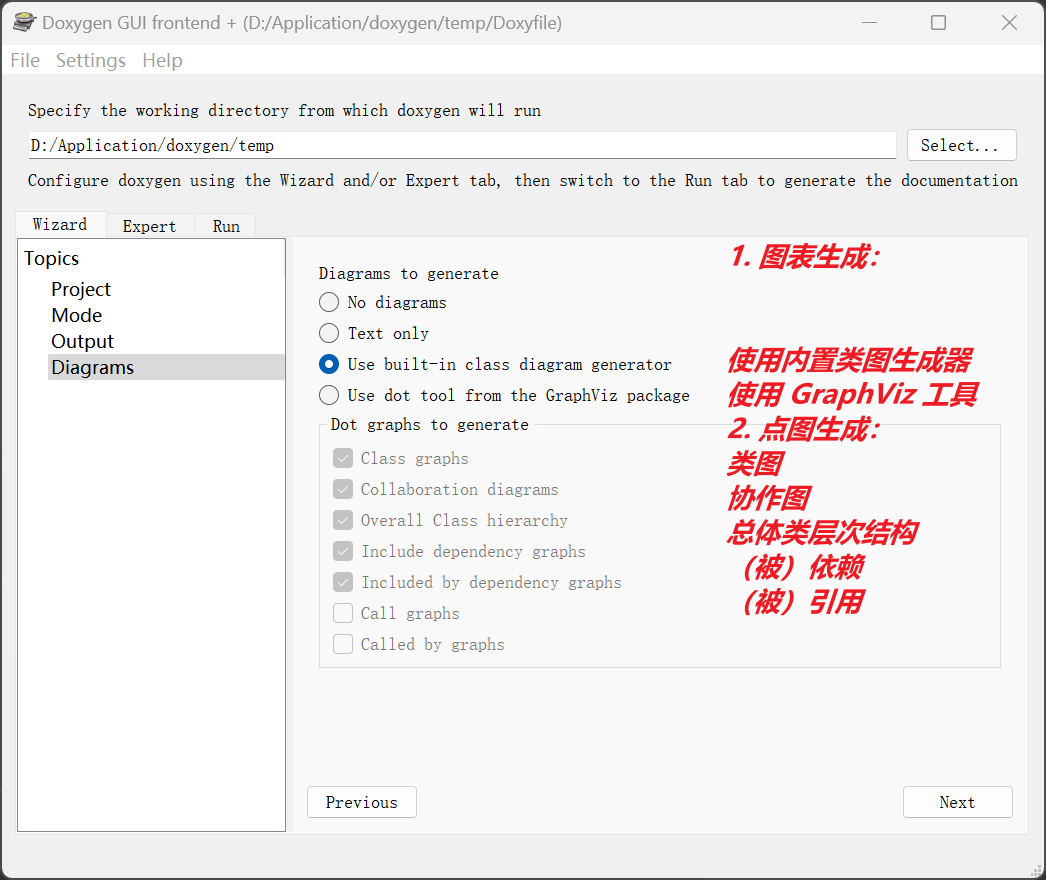 Doxygen GUI frontend + (D:/Application/doxygen/temp/Doxyfile)
File Settings Help
Specify the working directory from which doxygen will run
D:/Application/doxygen/temp
Select...
Configure doxygen using the Wizard and/or Expert tab, then switch to the Run tab to generate the documentation
Wizard Expert Run
Topics
Project
Mode
Output
Diagrams
Diagrams to generate
No diagrams
Text only
Use built-in class diagram generator
Use dot tool from the GraphViz package
Dot graphs to generate
Class graphs
Collaboration diagrams
Overall Class hierarchy
Include dependency graphs
Included by dependency graphs
Call graphs
Called by graphs
1. 图表生成：
使用内置类图生成器
使用 GraphViz 工具
2. 点图生成：
类图
协作图
总体类层次结构
（被）依赖
（被）引用
Previous
Next